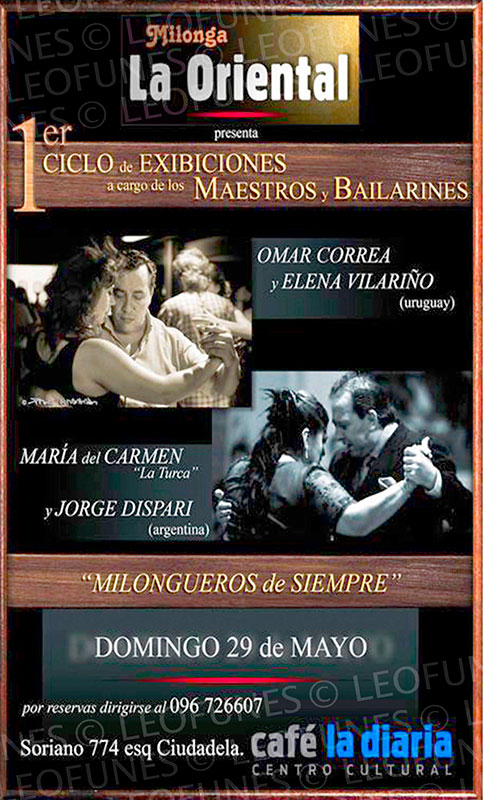 Milonga
La Oriental
presenta
1er
CICLO de EXIBICIONES
a cargo de los MAESTROS y BAILARINES
OMAR CORREA
y ELENA VILARIÑO
(uruguay)
MARÍA del CARMEN
"La Turca"
y JORGE DISPARI
(argentina)
"MILONGUEROS de SIEMPRE"
DOMINGO 29 de MAYO
por reservas dirigirse al 096 726607
Soriano 774 esq Ciudadela.
café la diaria
CENTRO CULTURAL
LEOFUNES © LEOFUNES ©